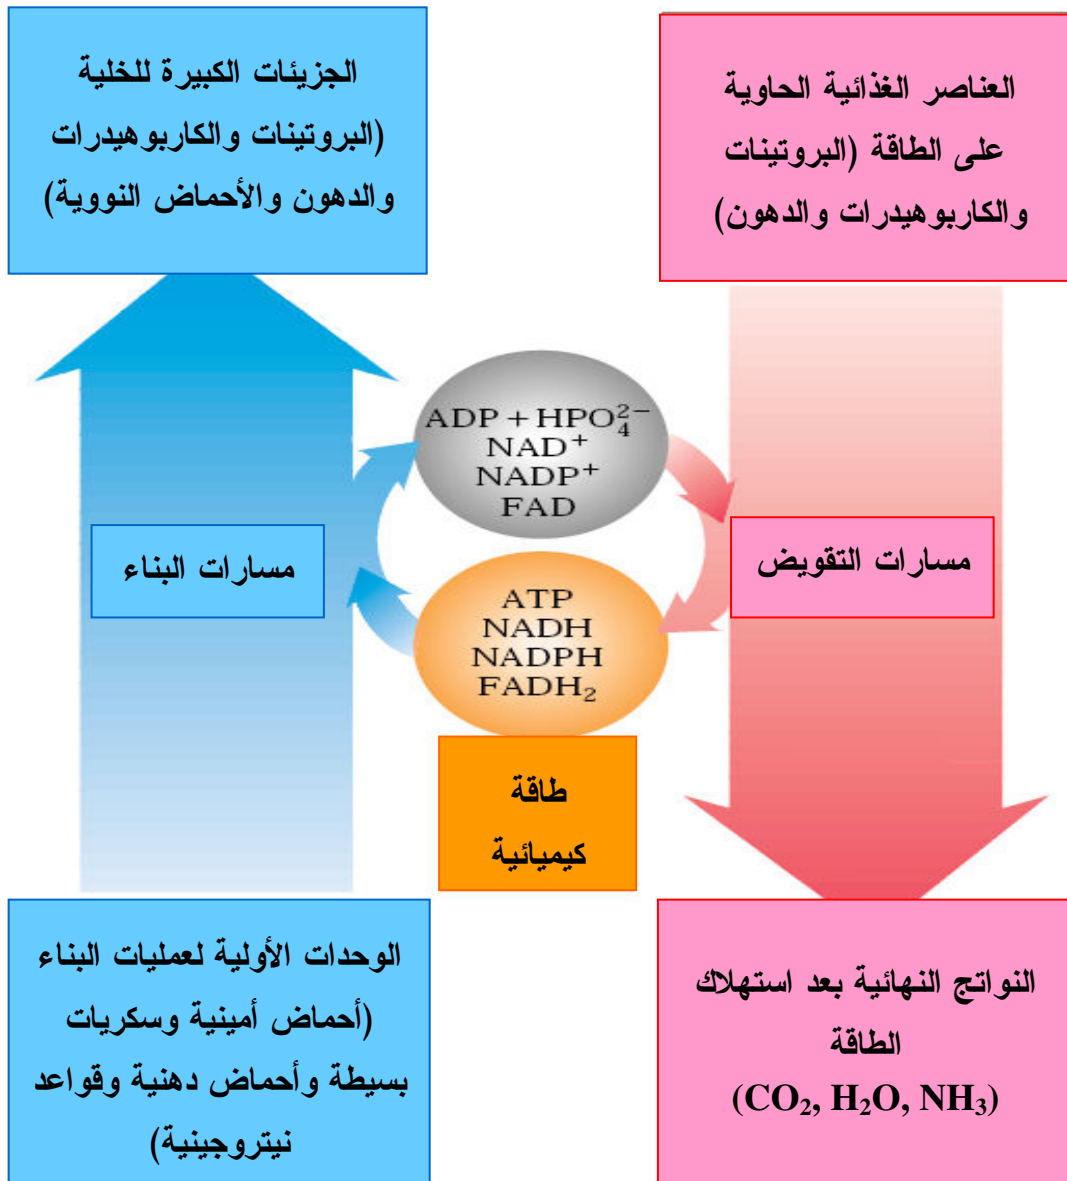 العناصر الغذائية الحاوية
على الطاقة (البروتينات
والكاربوهيدرات والدهون)
الجزيئات الكبيرة للخلية
(البروتينات والكاربوهيدرات
والدهون والأحماض النووية)
ADP + HPO₄²⁻
NAD⁺
NADP⁺
FAD
مسارات التقويض
مسارات البناء
ATP
NADH
NADPH
FADH₂
طاقة
كيميائية
النواتج النهائية بعد استهلاك
الطاقة
(CO₂, H₂O, NH₃)
الوحدات الأولية لعمليات البناء
(أحماض أمينية وسكريات
بسيطة وأحماض دهنية وقواعد
نيتروجينية)